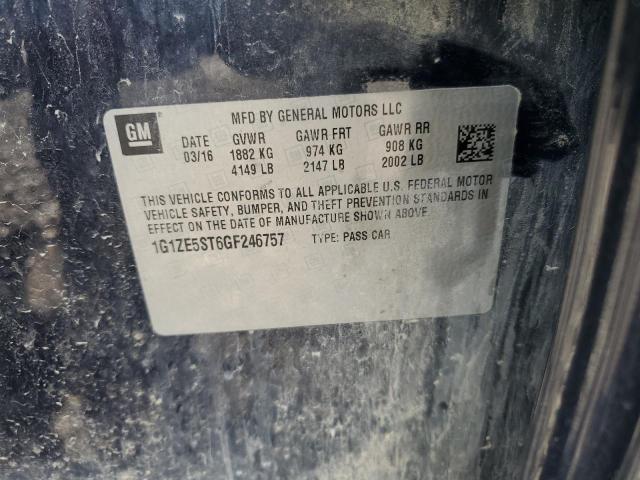 GM
MFD BY GENERAL MOTORS LLC
DATE GVWR GAWR FRT GAWR RR
03/16 1882 KG 974 KG 908 KG
4149 LB 2147 LB 2002 LB
THIS VEHICLE CONFORMS TO ALL APPLICABLE U.S. FEDERAL MOTOR
VEHICLE SAFETY, BUMPER, AND THEFT PREVENTION STANDARDS IN
EFFECT ON THE DATE OF MANUFACTURE SHOWN ABOVE.
1G1ZE5ST6GF246757 TYPE: PASS CAR